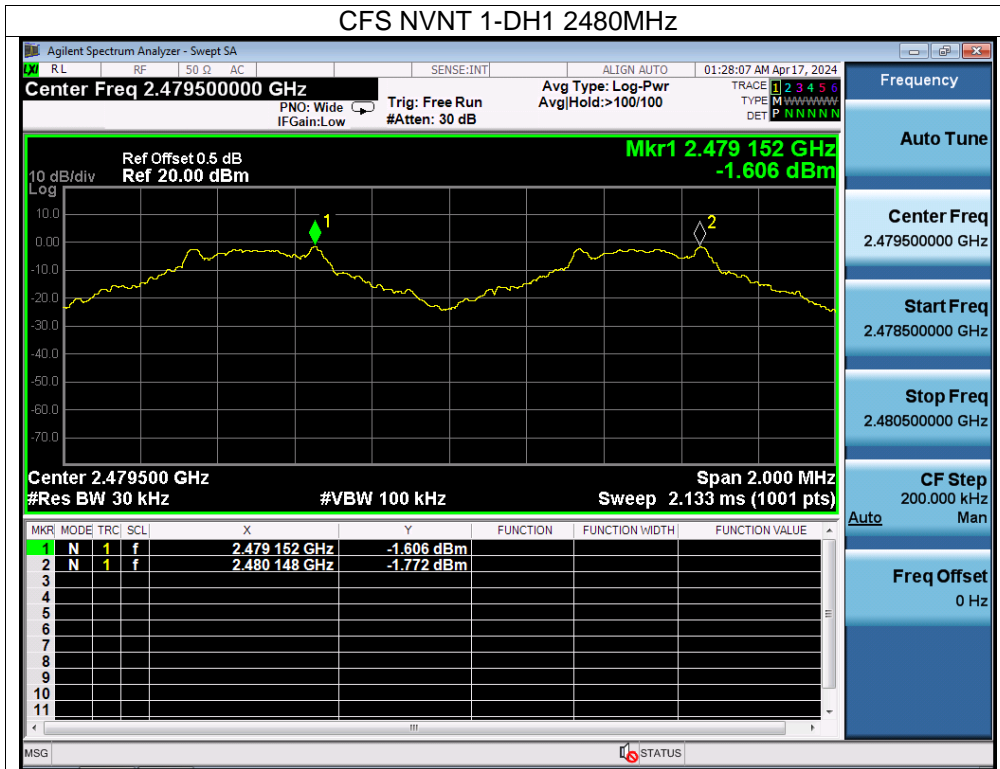 CFS NVNT 1-DH1 2480MHz
Agilent Spectrum Analyzer - Swept SA
LXI RL RF 50 Ω AC SENSE:INT ALIGN AUTO 01:28:07 AM Apr 17, 2024
Center Freq 2.479500000 GHz
PNO: Wide
IFGain:Low
Trig: Free Run
#Atten: 30 dB
Avg Type: Log-Pwr
Avg|Hold:>100/100
TRACE 1 2 3 4 5 6
TYPE M WWWWW
DET P N N N N N
Frequency
Auto Tune
Center Freq
2.479500000 GHz
Start Freq
2.478500000 GHz
Stop Freq
2.480500000 GHz
CF Step
200.000 kHz
Auto Man
Freq Offset
0 Hz
Mkr1 2.479 152 GHz
-1.606 dBm
Ref Offset 0.5 dB
10 dB/div Ref 20.00 dBm
Log
10.0
0.00
-10.0
-20.0
-30.0
-40.0
-50.0
-60.0
-70.0
1
2
Center 2.479500 GHz Span 2.000 MHz
#Res BW 30 kHz #VBW 100 kHz Sweep 2.133 ms (1001 pts)
MKR MODE TRC SCL X Y FUNCTION FUNCTION WIDTH FUNCTION VALUE
1 N 1 f 2.479 152 GHz -1.606 dBm
2 N 1 f 2.480 148 GHz -1.772 dBm
3
4
5
6
7
8
9
10
11
MSG STATUS